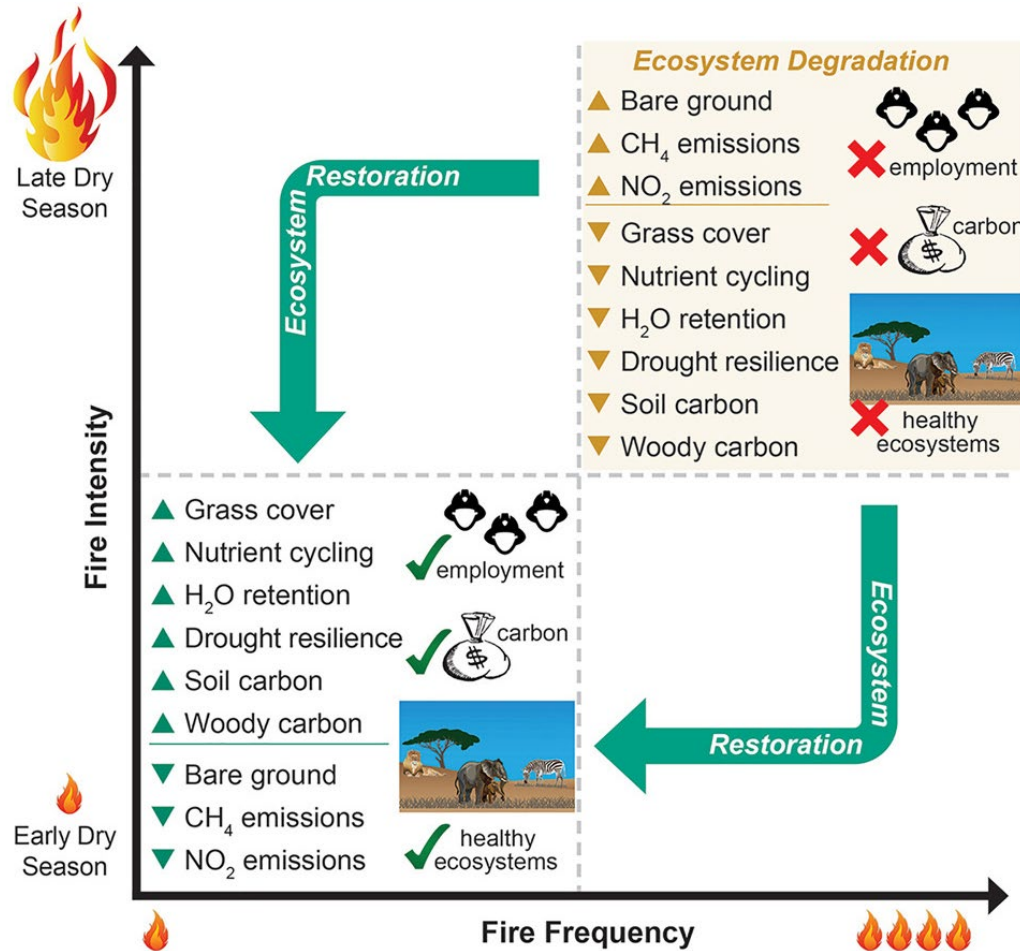 Ecosystem Degradation
Bare ground
CH₄ emissions
NO₂ emissions
Grass cover
Nutrient cycling
H₂O retention
Drought resilience
Soil carbon
Woody carbon
employment
carbon
$
healthy
ecosystems
Late Dry
Season
Restoration
Ecosystem
Fire Intensity
Grass cover
Nutrient cycling
H₂O retention
Drought resilience
Soil carbon
Woody carbon
Bare ground
CH₄ emissions
NO₂ emissions
employment
carbon
$
healthy
ecosystems
Ecosystem
Restoration
Early Dry
Season
Fire Frequency